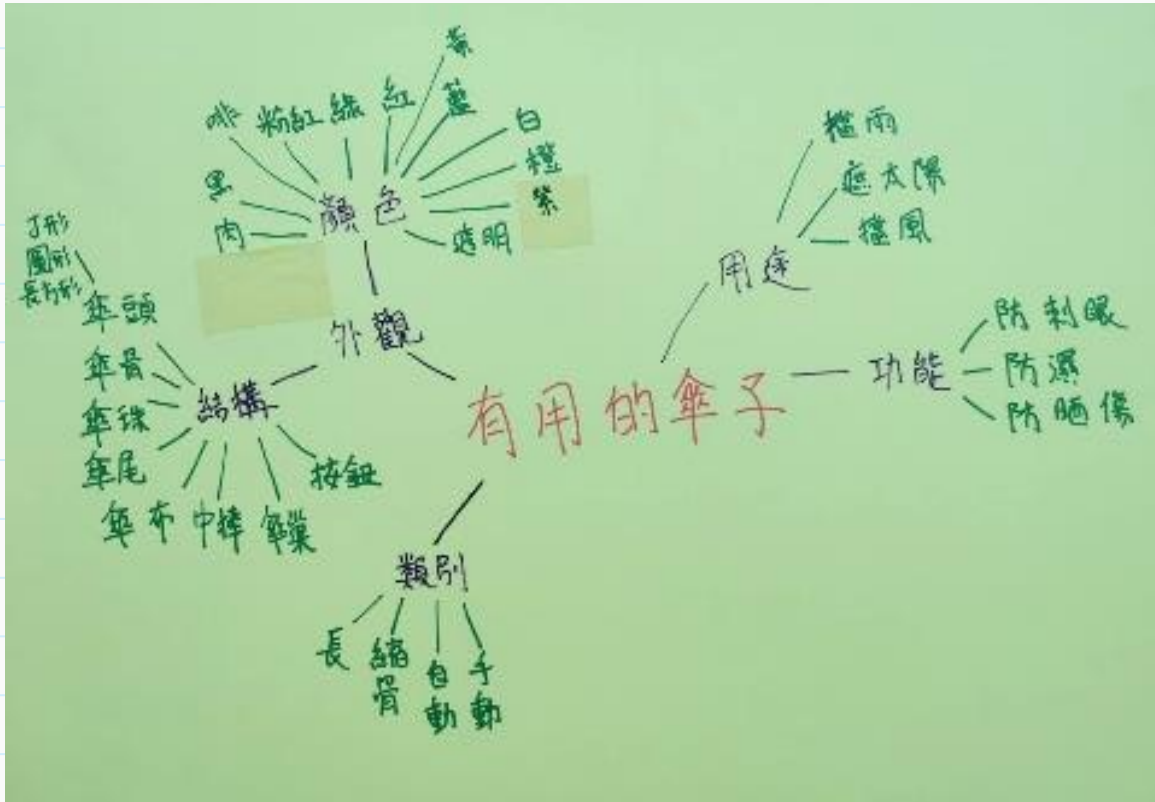 有用的傘子
外觀
顏色
肉
黑
啡
粉紅
綠
紅
黃
藍
白
橙
紫
透明
結構
傘頭
J形
圓形
長方形
傘骨
傘珠
傘尾
傘布
中棒
傘巢
按鈕
類別
長
縮骨
自動
手動
用途
擋雨
遮太陽
擋風
功能
防刺眼
防濕
防晒傷